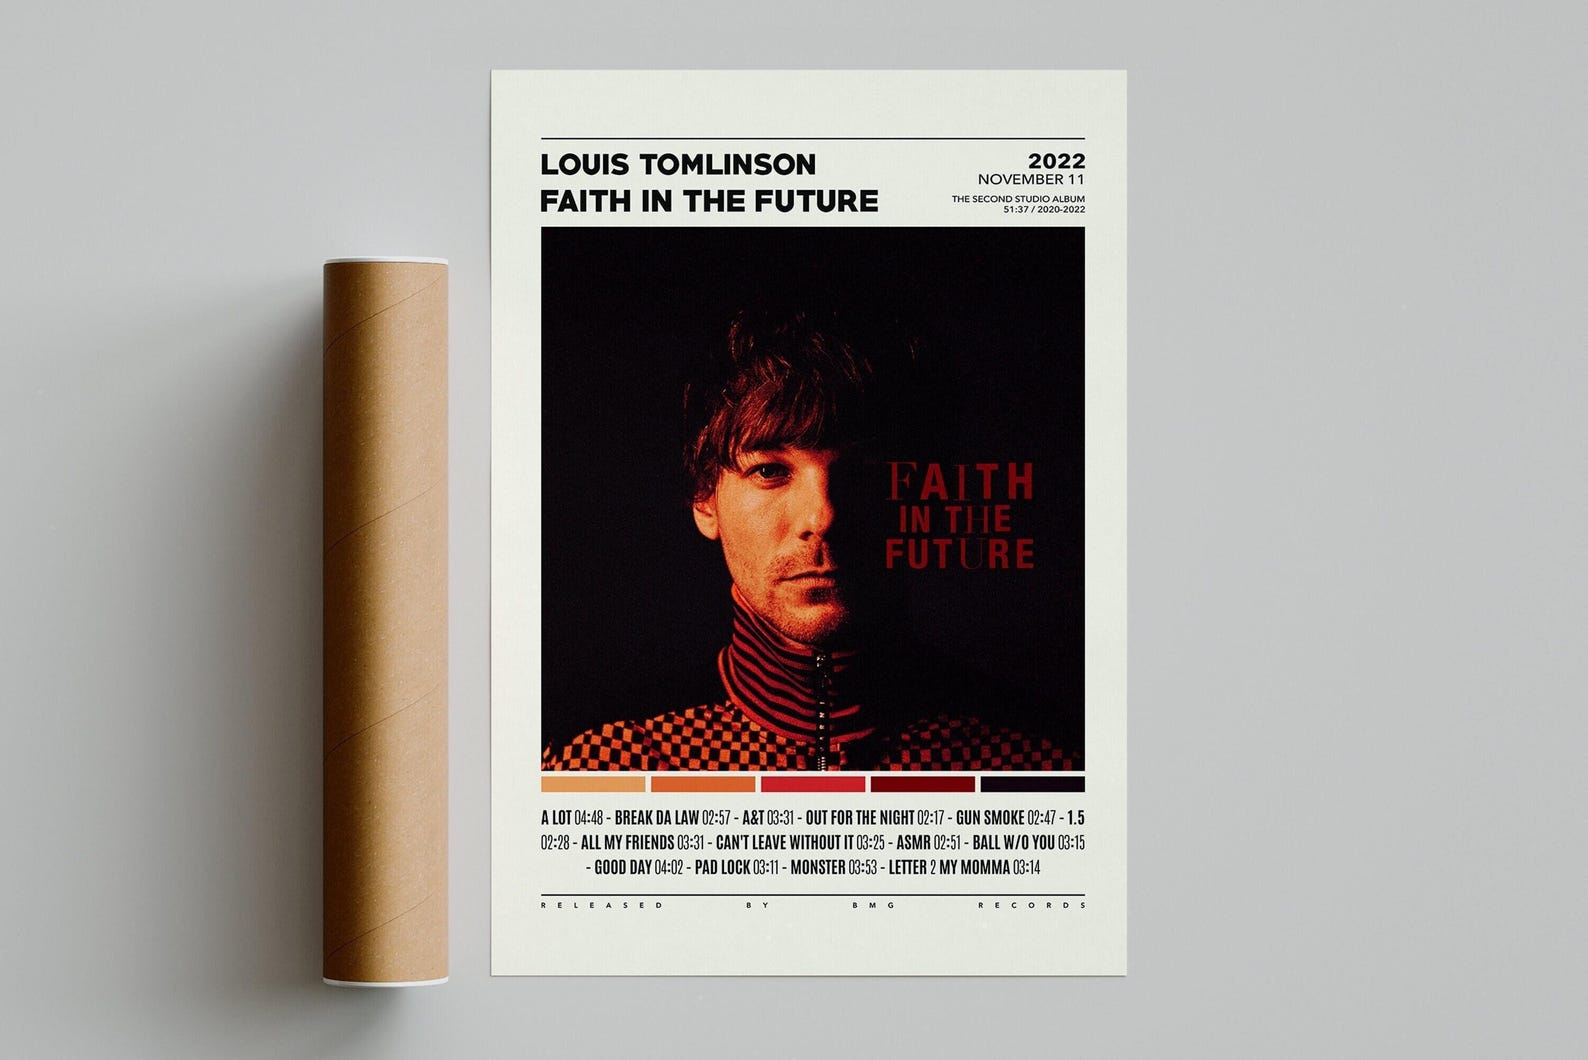 LOUIS TOMLINSON
FAITH IN THE FUTURE
2022
NOVEMBER 11
THE SECOND STUDIO ALBUM
51:37 / 2020-2022
FAITH
IN THE
FUTURE
A LOT 04:48 - BREAK DA LAW 02:57 - A&T 03:31 - OUT FOR THE NIGHT 02:17 - GUN SMOKE 02:47 - 1.5
02:28 - ALL MY FRIENDS 03:31 - CAN'T LEAVE WITHOUT IT 03:25 - ASMR 02:51 - BALL W/O YOU 03:15
- GOOD DAY 04:02 - PAD LOCK 03:11 - MONSTER 03:53 - LETTER 2 MY MOMMA 03:14
RELEASED BY BMG RECORDS